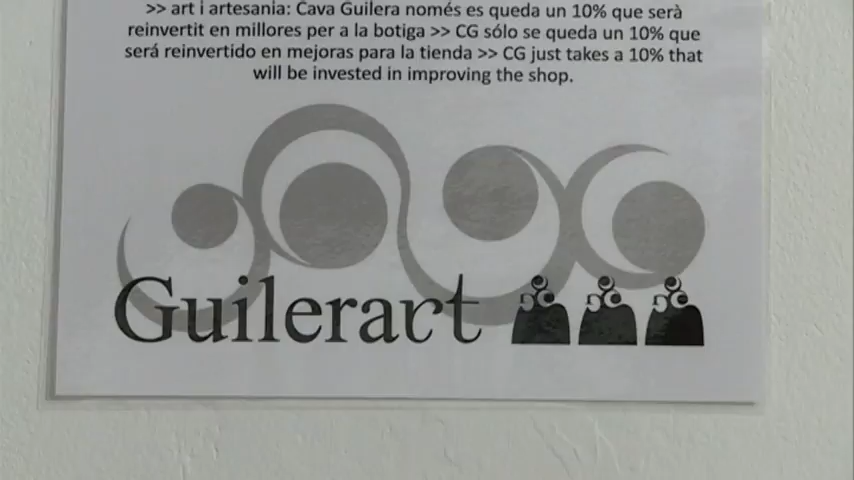 >> art i artesania: Cava Guilera només es queda un 10% que serà
reinvertit en millores per a la botiga >> CG sólo se queda un 10% que
será reinvertido en mejoras para la tienda >> CG just takes a 10% that
will be invested in improving the shop.
Guilerart